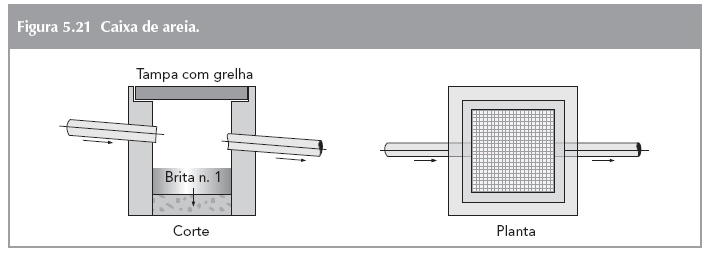 Figura 5.21 Caixa de areia.
Tampa com grelha
Brita n. 1
Corte
Planta